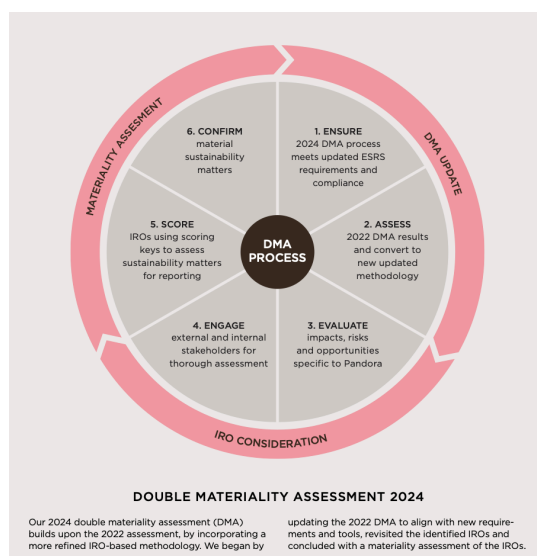 MATERIALITY ASSESMENT
DMA UPDATE
IRO CONSIDERATION
DMA
PROCESS
1. ENSURE
2024 DMA process
meets updated ESRS
requirements and
compliance
2. ASSESS
2022 DMA results
and convert to
new updated
methodology
3. EVALUATE
impacts, risks
and opportunities
specific to Pandora
4. ENGAGE
external and internal
stakeholders for
thorough assessment
5. SCORE
IROs using scoring
keys to assess
sustainability matters
for reporting
6. CONFIRM
material
sustainability
matters
DOUBLE MATERIALITY ASSESSMENT 2024
Our 2024 double materiality assessment (DMA)
builds upon the 2022 assessment, by incorporating a
more refined IRO-based methodology. We began by
updating the 2022 DMA to align with new require-
ments and tools, revisited the identified IROs and
concluded with a materiality assessment of the IROs.